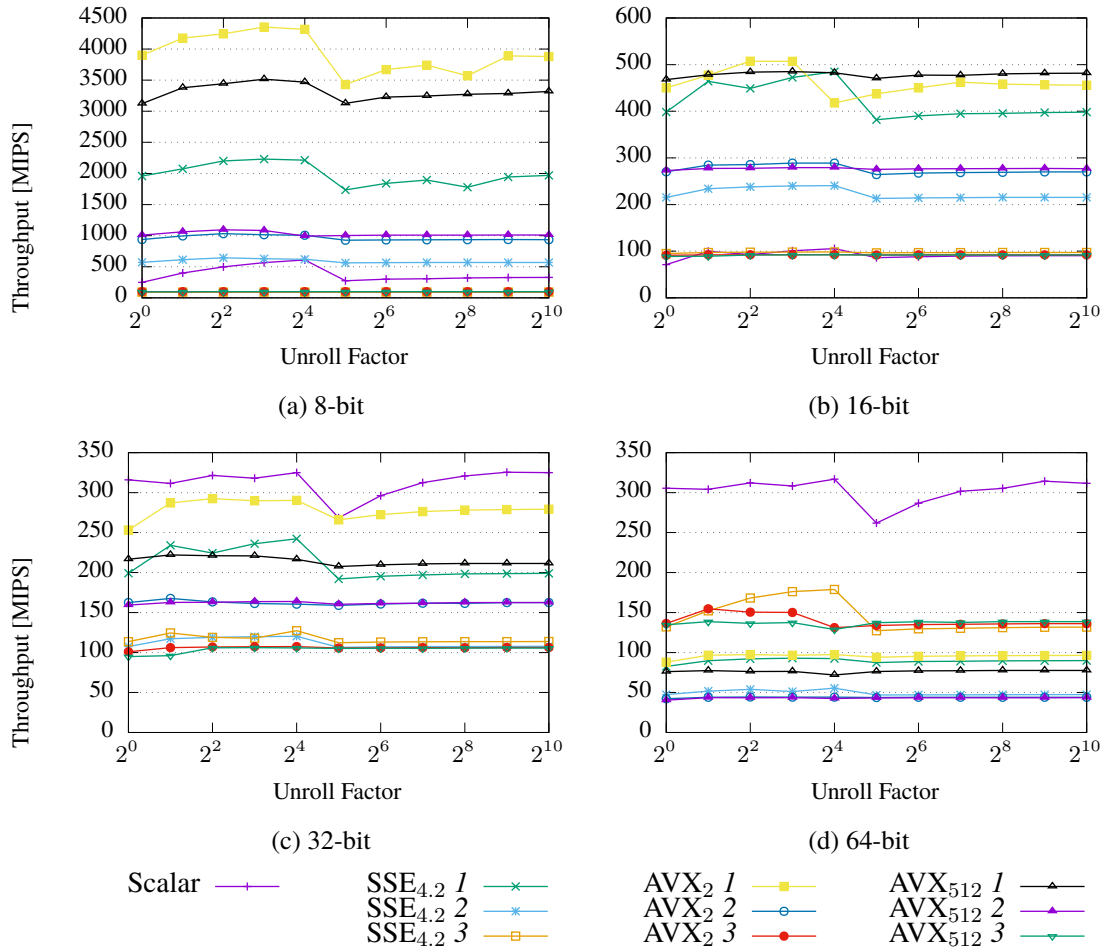 Throughput [MIPS]
0
500
1000
1500
2000
2500
3000
3500
4000
4500
2^0 2^2 2^4 2^6 2^8 2^10
Unroll Factor
(a) 8-bit
0
100
200
300
400
500
600
2^0 2^2 2^4 2^6 2^8 2^10
Unroll Factor
(b) 16-bit
Throughput [MIPS]
0
50
100
150
200
250
300
350
2^0 2^2 2^4 2^6 2^8 2^10
Unroll Factor
(c) 32-bit
0
50
100
150
200
250
300
350
2^0 2^2 2^4 2^6 2^8 2^10
Unroll Factor
(d) 64-bit
Scalar SSE4.2 1 AVX2 1 AVX512 1
SSE4.2 2 AVX2 2 AVX512 2
SSE4.2 3 AVX2 3 AVX512 3